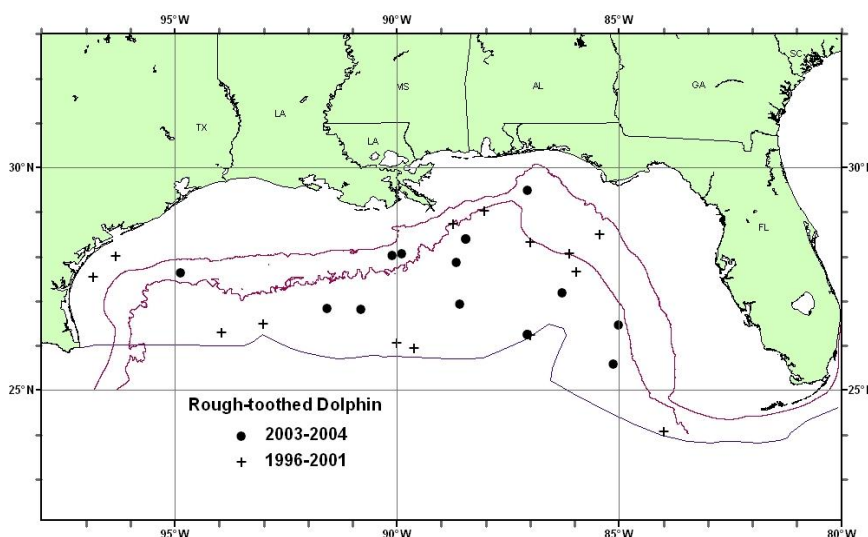 95°W 90°W 85°W 80°W
SC
MS AL GA
LA
TX
LA
30°N 30°N
FL
25°N 25°N
Rough-toothed Dolphin
2003-2004
1996-2001
95°W 90°W 85°W 80°W